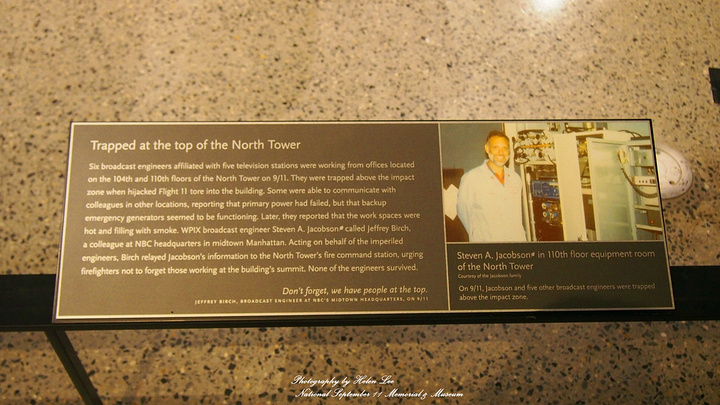 Trapped at the top of the North Tower
Six broadcast engineers affiliated with five television stations were working from offices located
on the 104th and 110th floors of the North Tower on 9/11. They were trapped above the impact
zone when hijacked Flight 11 tore into the building. Some were able to communicate with
colleagues in other locations, reporting that primary power had failed, but that backup
emergency generators seemed to be functioning. Later, they reported that the work spaces were
hot and filling with smoke. WPIX broadcast engineer Steven A. Jacobson called Jeffrey Birch,
a colleague at NBC headquarters in midtown Manhattan. Acting on behalf of the imperiled
engineers, Birch relayed Jacobson's information to the North Tower's fire command station, urging
firefighters not to forget those working at the building's summit. None of the engineers survived.
Don't forget, we have people at the top.
JEFFREY BIRCH, BROADCAST ENGINEER AT NBC'S MIDTOWN HEADQUARTERS, ON 9/11
Steven A. Jacobson in 110th floor equipment room
of the North Tower
Courtesy of the Jacobson family
On 9/11, Jacobson and five other broadcast engineers were trapped
above the impact zone.
Photography by Helen Lee
National September 11 Memorial & Museum